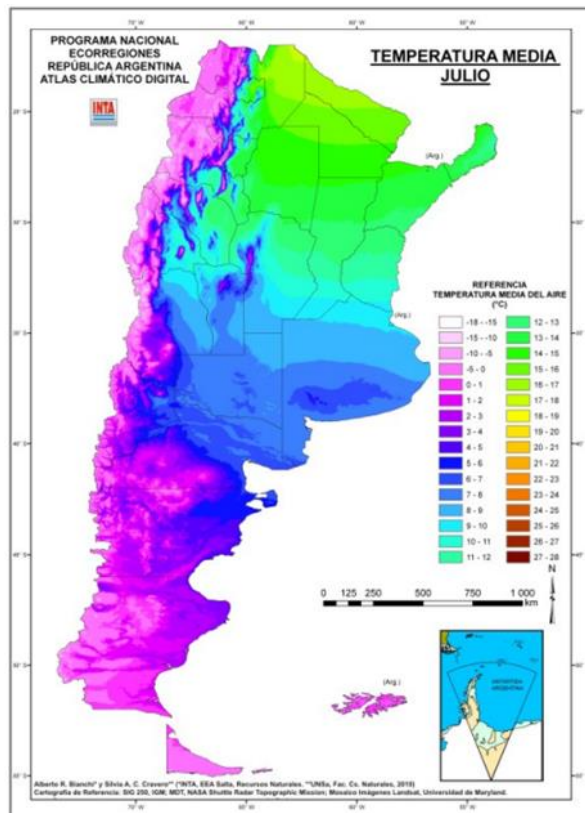 PROGRAMA NACIONAL
ECORREGIONES
REPÚBLICA ARGENTINA
ATLAS CLIMÁTICO DIGITAL
INTA
TEMPERATURA MEDIA
JULIO
(Arg.)
(Arg.)
REFERENCIA
TEMPERATURA MEDIA DEL AIRE
(°C)
-18 - -15
-15 - -10
-10 - -5
-5 - 0
0 - 1
1 - 2
2 - 3
3 - 4
4 - 5
5 - 6
6 - 7
7 - 8
8 - 9
9 - 10
10 - 11
11 - 12
12 - 13
13 - 14
14 - 15
15 - 16
16 - 17
17 - 18
18 - 19
19 - 20
20 - 21
21 - 22
22 - 23
23 - 24
24 - 25
25 - 26
26 - 27
27 - 28
N
0 125 250 500 750 1 000
km
(Arg.)
ANTÁRTIDA
ARGENTINA
Alberto R. Bianchi* y Silvia A. C. Cravero** (*INTA, EEA Salta, Recursos Naturales. **UNSa, Fac. Cs. Naturales, 2010)
Cartografía de Referencia: SIG 250, IGM; MDT, NASA Shuttle Radar Topographic Mission; Mosaico Imágenes Landsat, Universidad de Maryland.